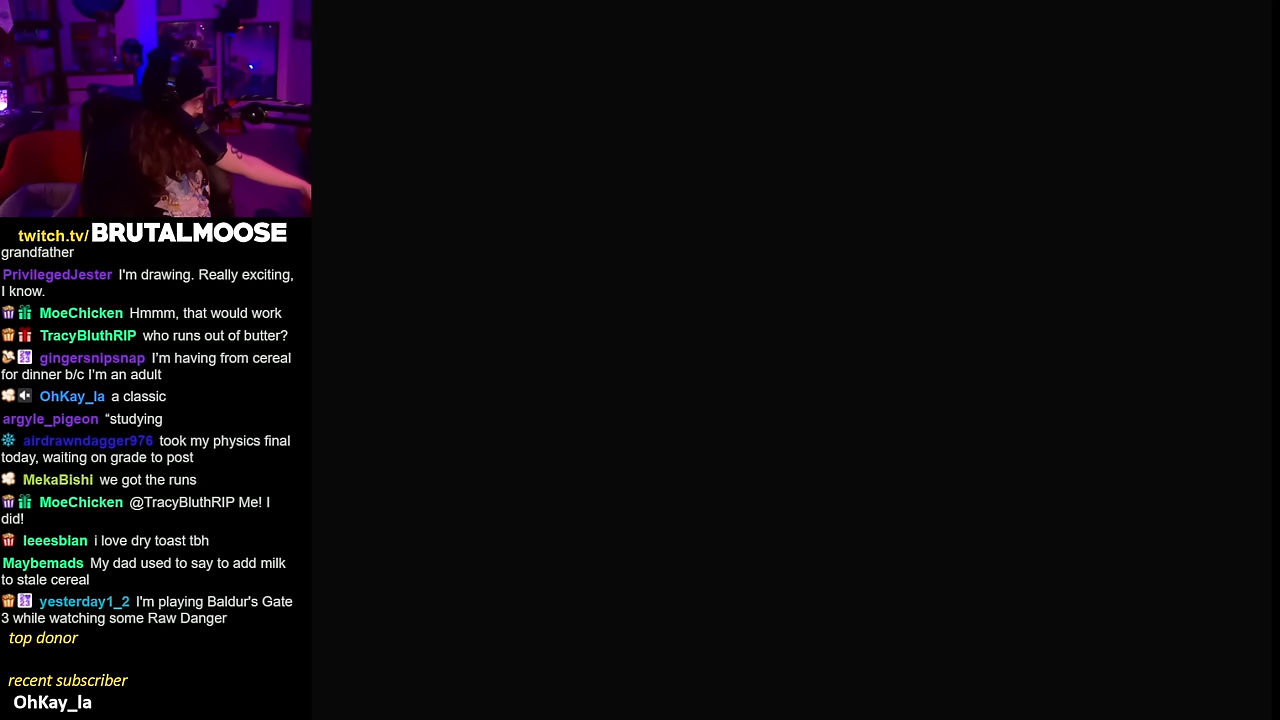 twitch.tv/BRUTALMOOSE
grandfather
PrivilegedJester I'm drawing. Really exciting,
I know.
MoeChicken Hmmm, that would work
TracyBluthRIP who runs out of butter?
gingersnipsnap I'm having from cereal
for dinner b/c I'm an adult
OhKay_la a classic
argyle_pigeon “studying
airdrawndagger976 took my physics final
today, waiting on grade to post
MekaBishi we got the runs
MoeChicken @TracyBluthRIP Me! I
did!
leeesbian i love dry toast tbh
Maybemads My dad used to say to add milk
to stale cereal
yesterday1_2 I'm playing Baldur's Gate
3 while watching some Raw Danger
top donor
recent subscriber
OhKay_la